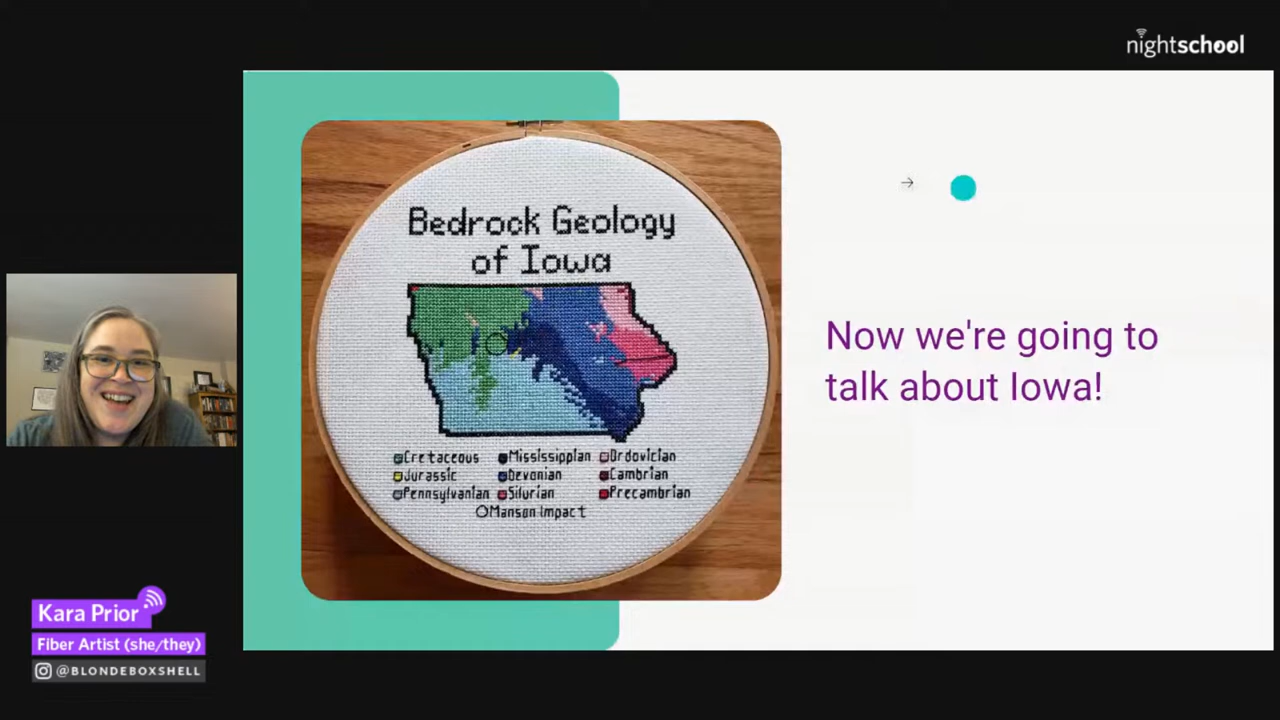 nightschool
Bedrock Geology
of Iowa
Now we're going to
talk about Iowa!
Cretaceous Mississippian Ordovician
Jurassic Devonian Cambrian
Pennsylvanian Silurian Precambrian
Manson Impact
Kara Prior
Fiber Artist (she/they)
@BLONDEBOXSHELL